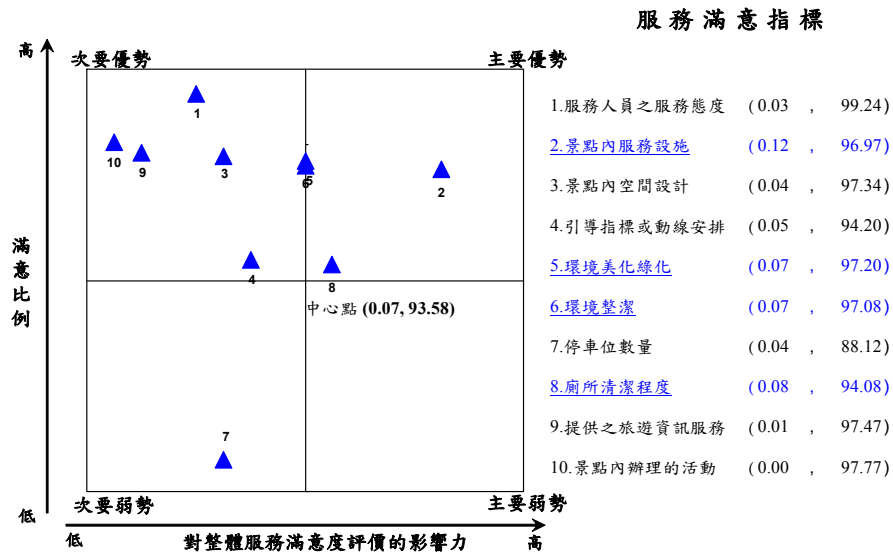 服務滿意指標
高
次要優勢
主要優勢
1
10
9
3
5
6
2
4
8
中心點 (0.07, 93.58)
7
滿意比例
次要弱勢
主要弱勢
低
低
對整體服務滿意度評價的影響力
高
1.服務人員之服務態度 (0.03 , 99.24)
2.景點內服務設施 (0.12 , 96.97)
3.景點內空間設計 (0.04 , 97.34)
4.引導指標或動線安排 (0.05 , 94.20)
5.環境美化綠化 (0.07 , 97.20)
6.環境整潔 (0.07 , 97.08)
7.停車位數量 (0.04 , 88.12)
8.廁所清潔程度 (0.08 , 94.08)
9.提供之旅遊資訊服務 (0.01 , 97.47)
10.景點內辦理的活動 (0.00 , 97.77)